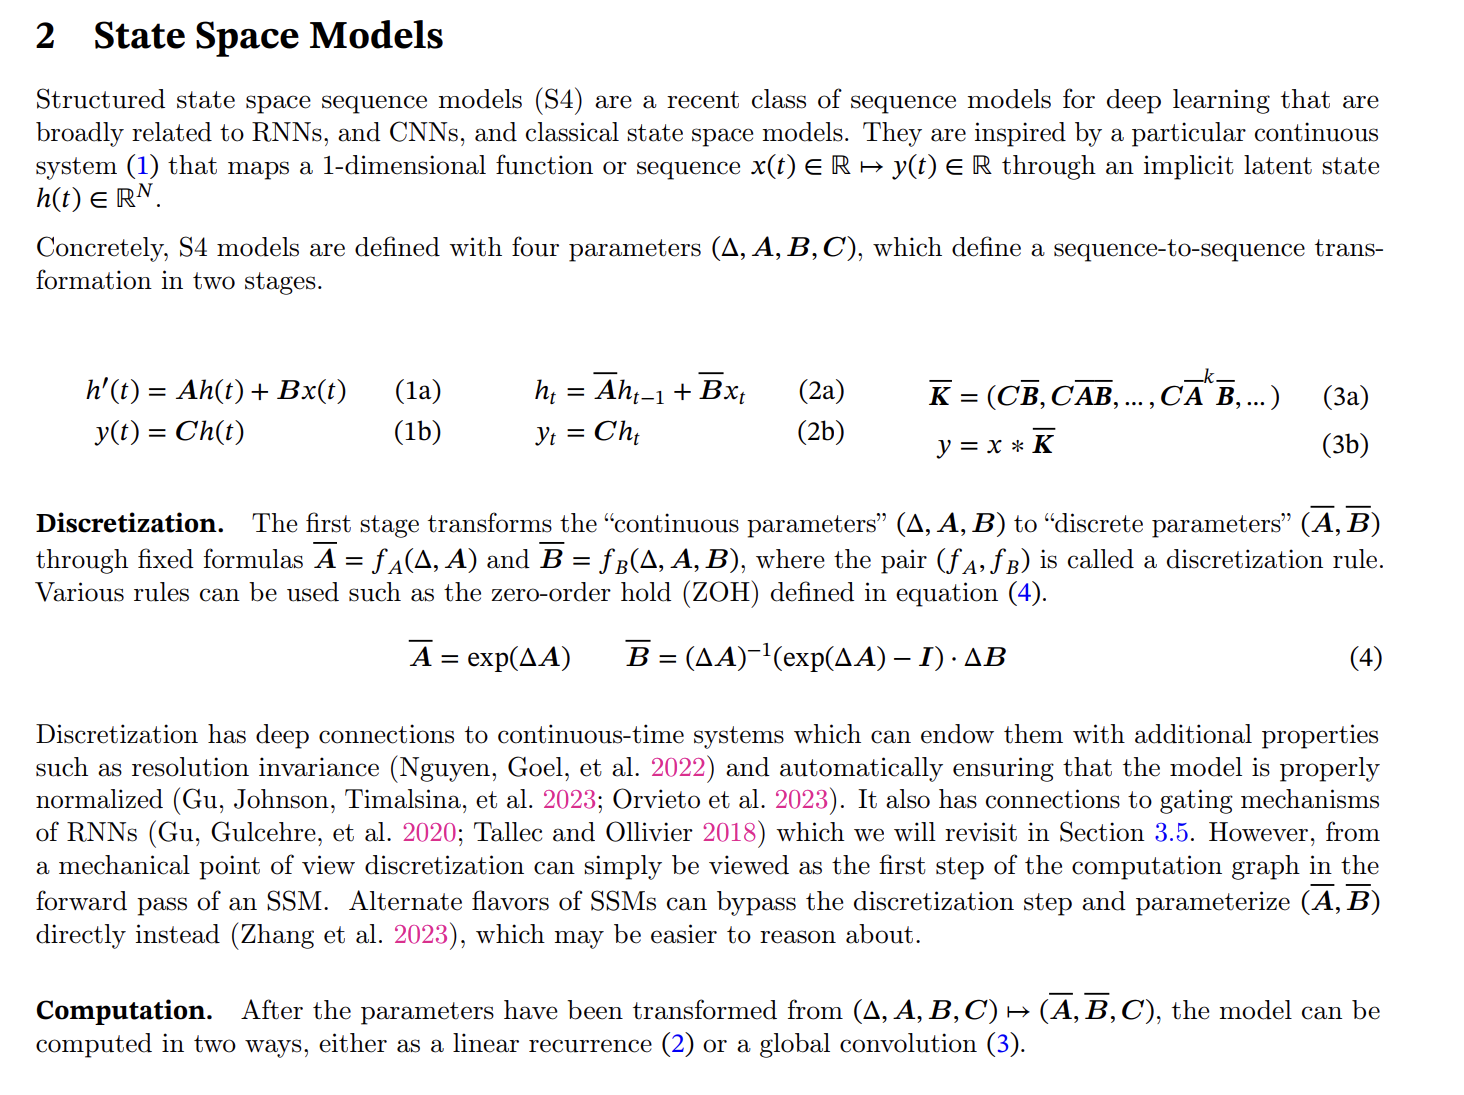 2 State Space Models
Structured state space sequence models (S4) are a recent class of sequence models for deep learning that are
broadly related to RNNs, and CNNs, and classical state space models. They are inspired by a particular continuous
system (1) that maps a 1-dimensional function or sequence x(t) ∈ ℝ ↦ y(t) ∈ ℝ through an implicit latent state
h(t) ∈ ℝᴺ.
Concretely, S4 models are defined with four parameters (Δ, A, B, C), which define a sequence-to-sequence trans-
formation in two stages.
h′(t) = Ah(t) + Bx(t) (1a)
y(t) = Ch(t) (1b)
hₜ = A̅hₜ₋₁ + B̅xₜ (2a)
yₜ = Chₜ (2b)
K̅ = (CB̅, CA̅B̅, … , CA̅ᵏB̅, … ) (3a)
y = x ∗ K̅ (3b)
Discretization. The first stage transforms the “continuous parameters” (Δ, A, B) to “discrete parameters” (A̅, B̅)
through fixed formulas A̅ = f_A(Δ, A) and B̅ = f_B(Δ, A, B), where the pair (f_A, f_B) is called a discretization rule.
Various rules can be used such as the zero-order hold (ZOH) defined in equation (4).
A̅ = exp(ΔA) B̅ = (ΔA)⁻¹(exp(ΔA) − I) · ΔB (4)
Discretization has deep connections to continuous-time systems which can endow them with additional properties
such as resolution invariance (Nguyen, Goel, et al. 2022) and automatically ensuring that the model is properly
normalized (Gu, Johnson, Timalsina, et al. 2023; Orvieto et al. 2023). It also has connections to gating mechanisms
of RNNs (Gu, Gulcehre, et al. 2020; Tallec and Ollivier 2018) which we will revisit in Section 3.5. However, from
a mechanical point of view discretization can simply be viewed as the first step of the computation graph in the
forward pass of an SSM. Alternate flavors of SSMs can bypass the discretization step and parameterize (A̅, B̅)
directly instead (Zhang et al. 2023), which may be easier to reason about.
Computation. After the parameters have been transformed from (Δ, A, B, C) ↦ (A̅, B̅, C), the model can be
computed in two ways, either as a linear recurrence (2) or a global convolution (3).